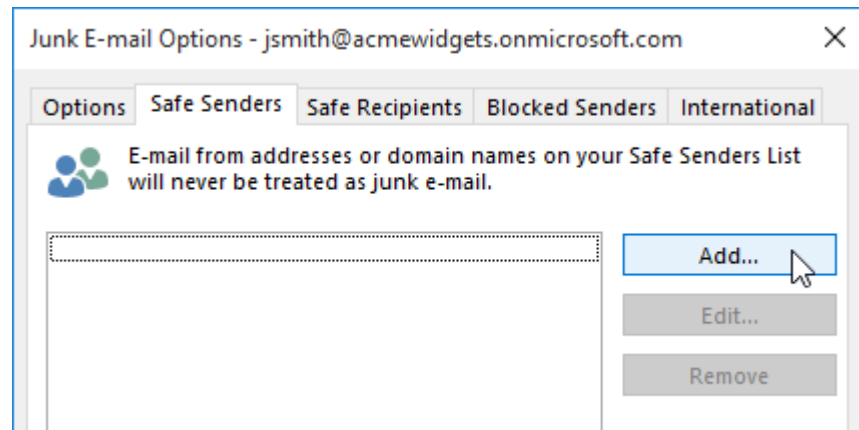 Junk E-mail Options - jsmith@acmewidgets.onmicrosoft.com
Options Safe Senders Safe Recipients Blocked Senders International
E-mail from addresses or domain names on your Safe Senders List
will never be treated as junk e-mail.
Add...
Edit...
Remove